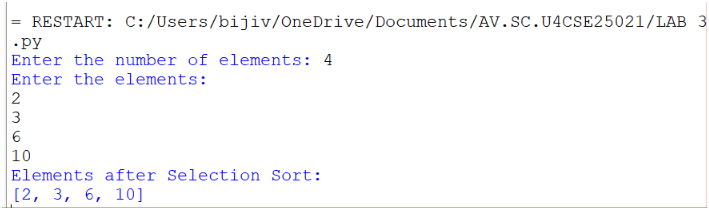 = RESTART: C:/Users/bijiv/OneDrive/Documents/AV.SC.U4CSE25021/LAB 3
.py
Enter the number of elements: 4
Enter the elements:
2
3
6
10
Elements after Selection Sort:
[2, 3, 6, 10]